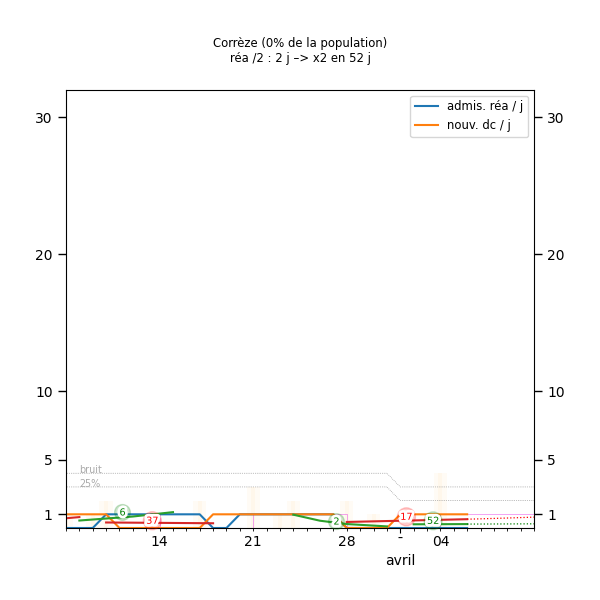 Corrèze (0% de la population)
réa /2 : 2 j –> x2 en 52 j
admis. réa / j
nouv. dc / j
30 30
20 20
10 10
5 5
bruit
25%
1 1
6 37 2 17 52
14 21 28 - 04
avril